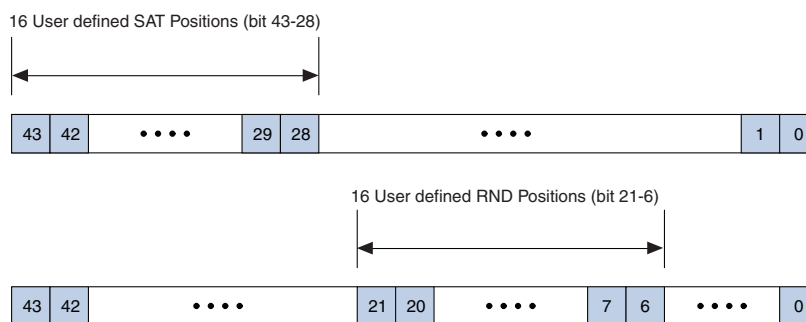 16 User defined SAT Positions (bit 43-28)
43 42 •••• 29 28 •••• 1 0
16 User defined RND Positions (bit 21-6)
43 42 •••• 21 20 •••• 7 6 •••• 0